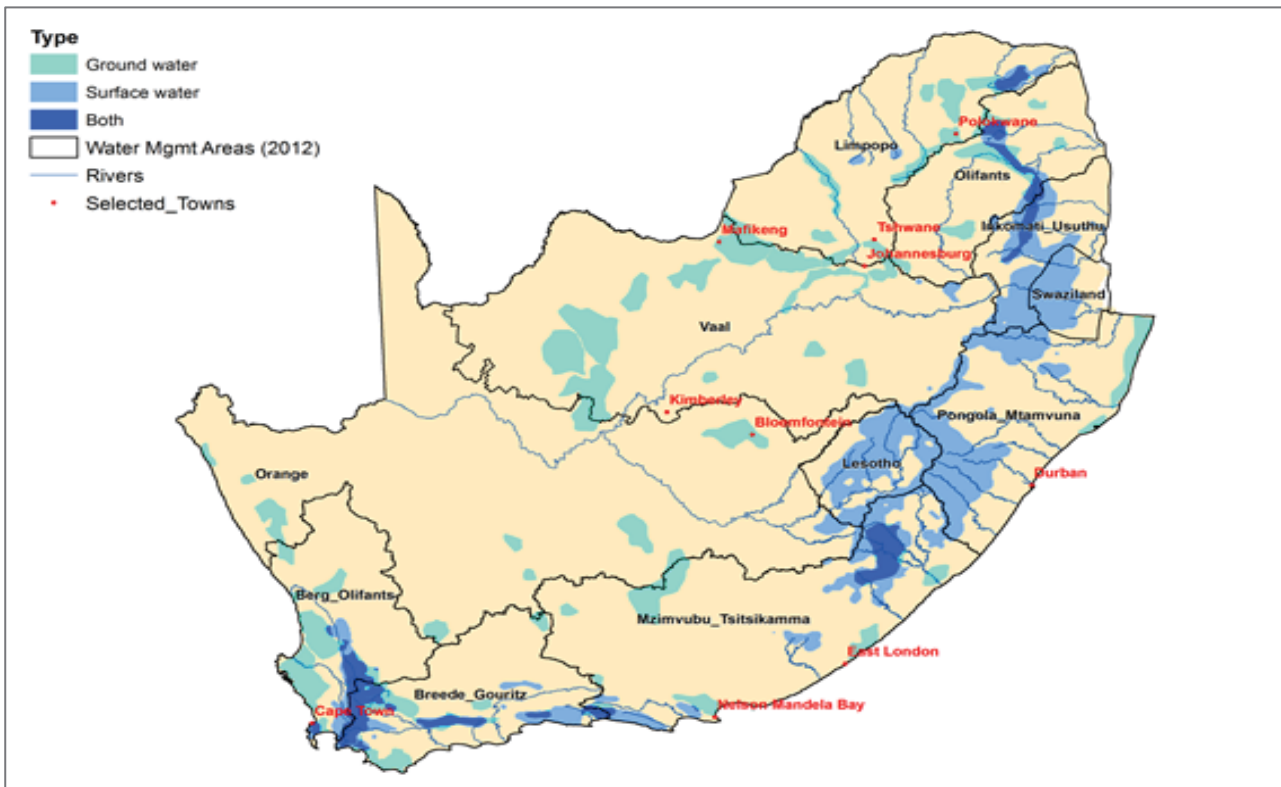 Type
Ground water
Surface water
Both
Water Mgmt Areas (2012)
Rivers
Selected_Towns
Polokwane
Limpopo
Olifants
Inkomati_Usuthu
Mafikeng
Tshwane
Johannesburg
Swaziland
Vaal
Kimberley
Bloomfontein
Pongola_Mtamvuna
Lesotho
Durban
Orange
Berg_Olifants
Mzimvubu_Tsitsikamma
East London
Breede_Gouritz
Nelson Mandela Bay
Cape Town